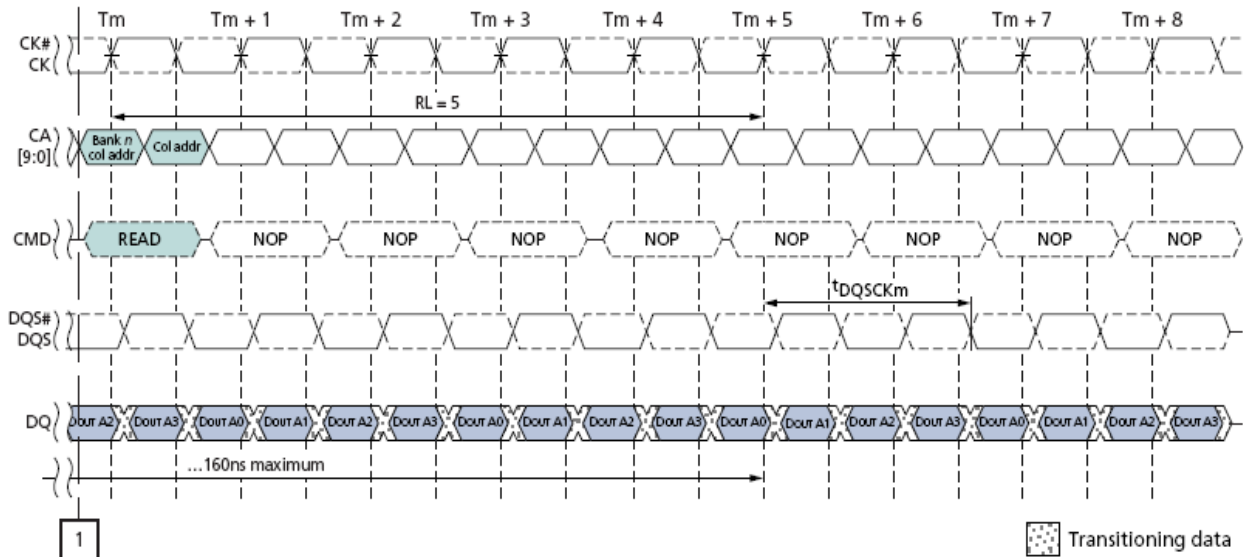 Tm Tm + 1 Tm + 2 Tm + 3 Tm + 4 Tm + 5 Tm + 6 Tm + 7 Tm + 8
CK#
CK
RL = 5
CA
[9:0]
Bank n
col addr
Col addr
CMD READ NOP NOP NOP NOP NOP NOP NOP NOP
tDQSCKm
DQS#
DQS
DQ DOUT A2 DOUT A3 DOUT A0 DOUT A1 DOUT A2 DOUT A3 DOUT A0 DOUT A1 DOUT A2 DOUT A3 DOUT A0 DOUT A1 DOUT A2 DOUT A3 DOUT A0 DOUT A1 DOUT A2 DOUT A3
...160ns maximum
1
Transitioning data